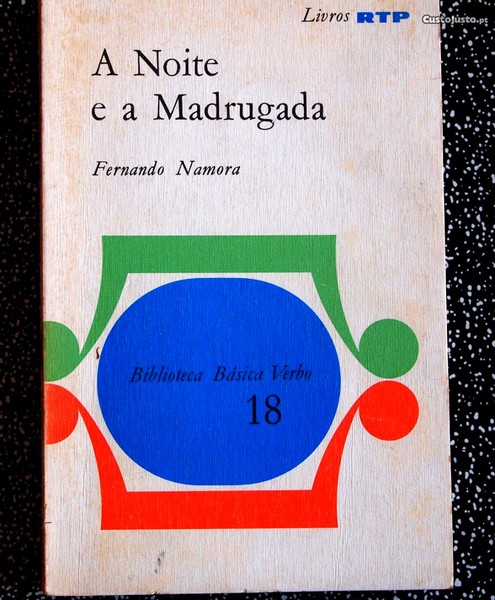 Livros RTP
CustoJusto.pt
A Noite
e a Madrugada
Fernando Namora
Biblioteca Básica Verbo
18